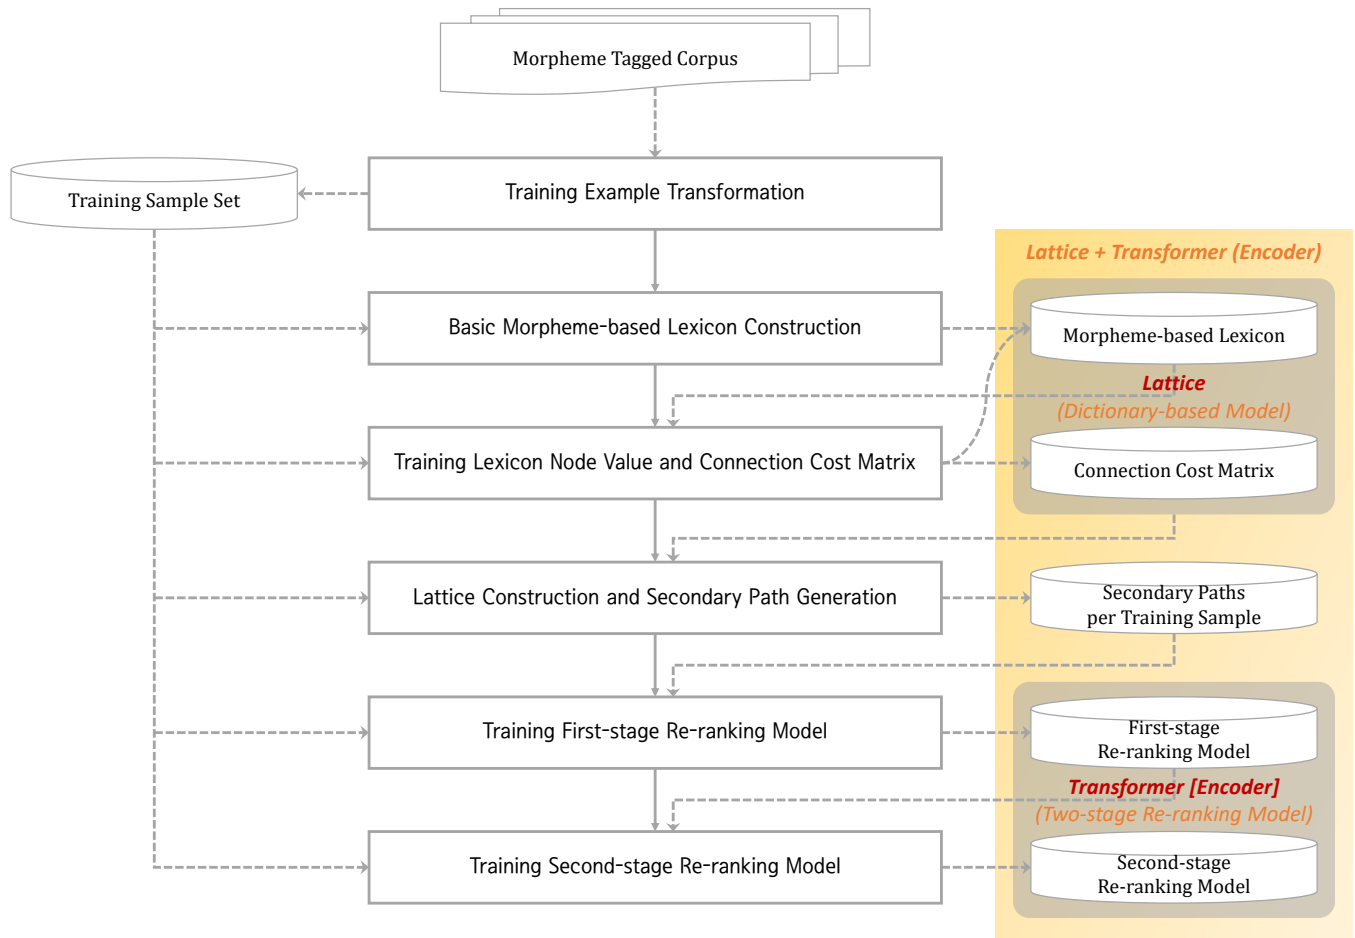 Morpheme Tagged Corpus
Training Example Transformation
Training Sample Set
Lattice + Transformer (Encoder)
Basic Morpheme-based Lexicon Construction
Morpheme-based Lexicon
Lattice
(Dictionary-based Model)
Training Lexicon Node Value and Connection Cost Matrix
Connection Cost Matrix
Lattice Construction and Secondary Path Generation
Secondary Paths
per Training Sample
Training First-stage Re-ranking Model
First-stage
Re-ranking Model
Transformer [Encoder]
(Two-stage Re-ranking Model)
Training Second-stage Re-ranking Model
Second-stage
Re-ranking Model